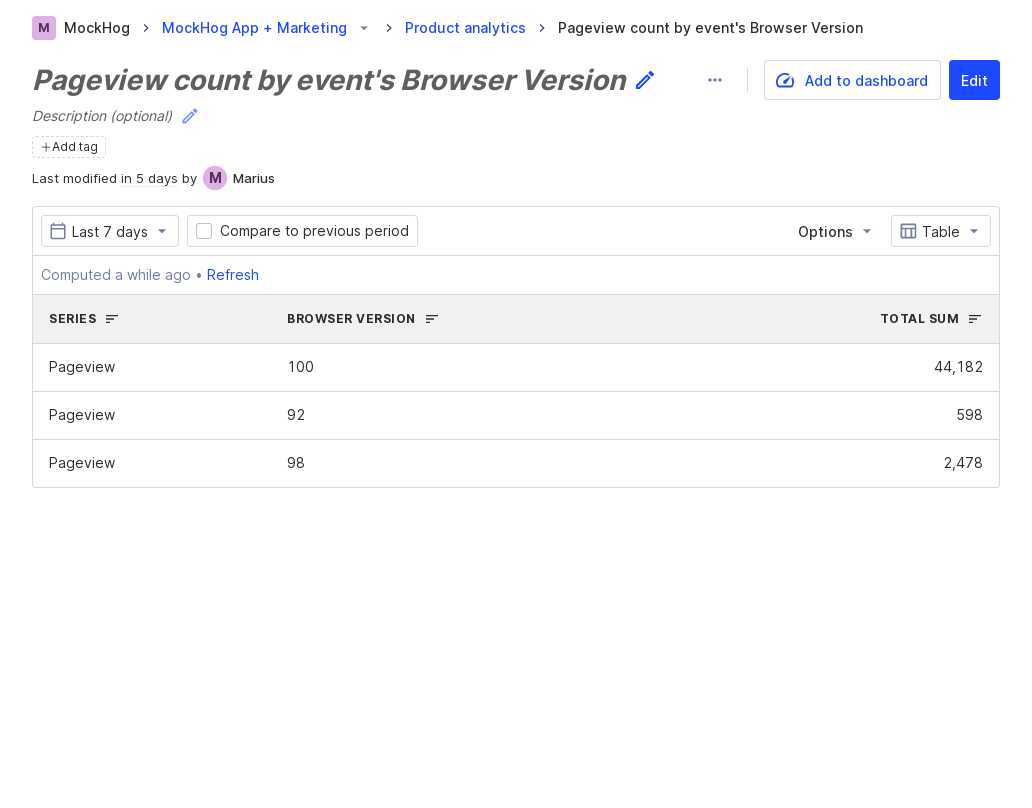 M MockHog MockHog App + Marketing Product analytics Pageview count by event's Browser Version
Pageview count by event's Browser Version
Add to dashboard Edit
Description (optional)
Add tag
Last modified in 5 days by M Marius
Last 7 days Compare to previous period Options Table
Computed a while ago • Refresh
SERIES BROWSER VERSION TOTAL SUM
Pageview 100 44,182
Pageview 92 598
Pageview 98 2,478